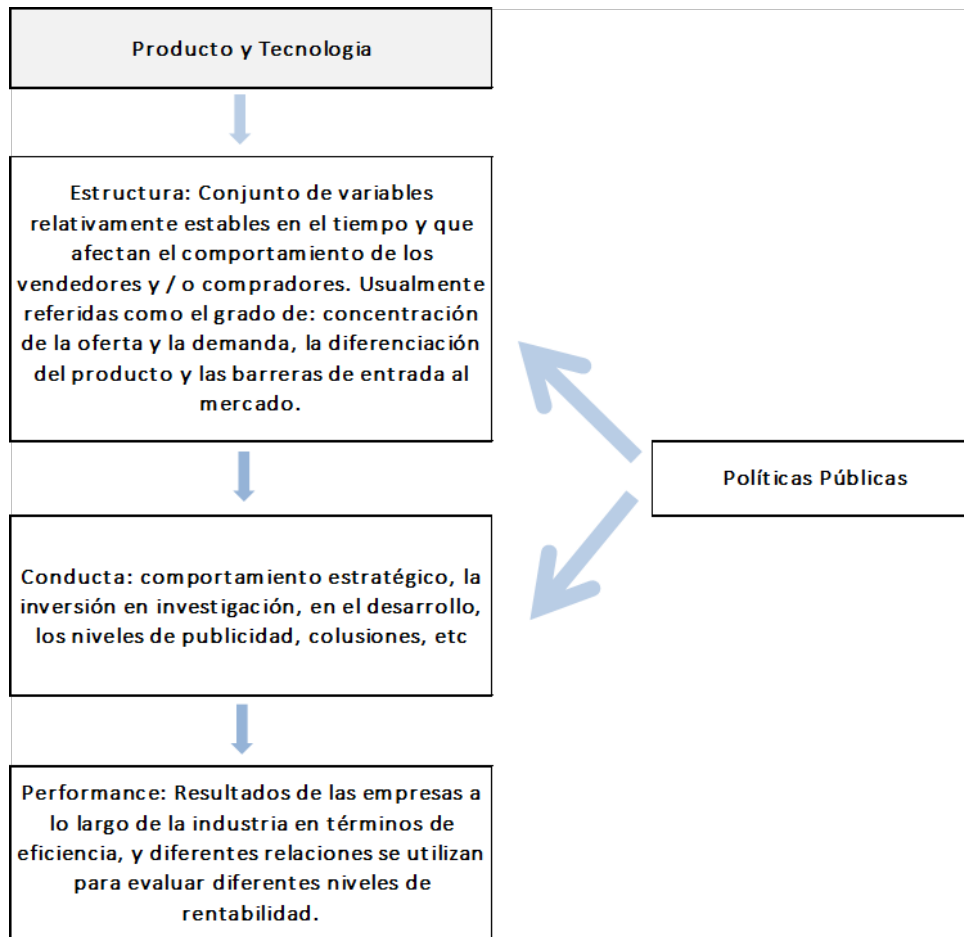 Producto y Tecnologia
Estructura: Conjunto de variables
relativamente estables en el tiempo y que
afectan el comportamiento de los
vendedores y / o compradores. Usualmente
referidas como el grado de: concentración
de la oferta y la demanda, la diferenciación
del producto y las barreras de entrada al
mercado.
Políticas Públicas
Conducta: comportamiento estratégico, la
inversión en investigación, en el desarrollo,
los niveles de publicidad, colusiones, etc
Performance: Resultados de las empresas a
lo largo de la industria en términos de
eficiencia, y diferentes relaciones se utilizan
para evaluar diferentes niveles de
rentabilidad.